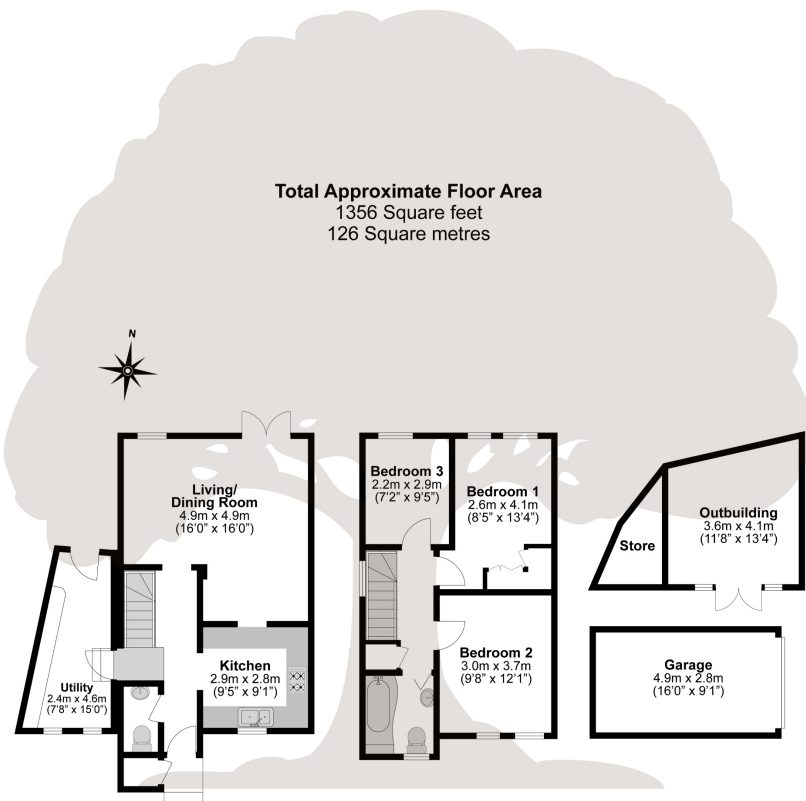 Total Approximate Floor Area
1356 Square feet
126 Square metres
N
Living/
Dining Room
4.9m x 4.9m
(16'0" x 16'0")
Kitchen
2.9m x 2.8m
(9'5" x 9'1")
Utility
2.4m x 4.6m
(7'8" x 15'0")
Bedroom 3
2.2m x 2.9m
(7'2" x 9'5")
Bedroom 1
2.6m x 4.1m
(8'5" x 13'4")
Bedroom 2
3.0m x 3.7m
(9'8" x 12'1")
Outbuilding
3.6m x 4.1m
(11'8" x 13'4")
Store
Garage
4.9m x 2.8m
(16'0" x 9'1")